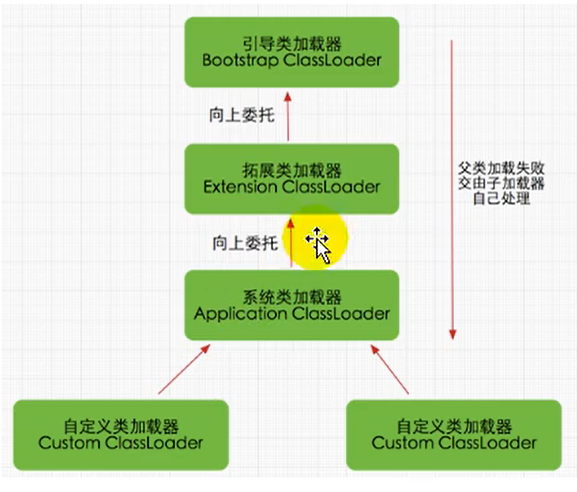 引导类加载器
Bootstrap ClassLoader
向上委托
拓展类加载器
Extension ClassLoader
父类加载失败
交由子加载器
自己处理
向上委托
系统类加载器
Application ClassLoader
自定义类加载器
Custom ClassLoader
自定义类加载器
Custom ClassLoader